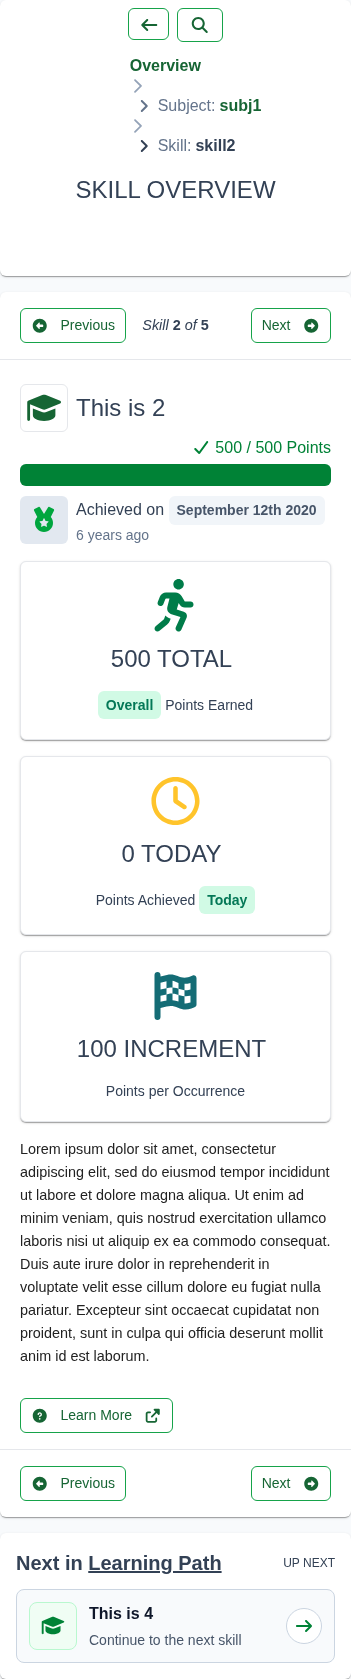 Overview
Subject: subj1
Skill: skill2
SKILL OVERVIEW
Previous
Skill 2 of 5
Next
This is 2
500 / 500 Points
Achieved on September 12th 2020
6 years ago
500 TOTAL
Overall Points Earned
0 TODAY
Points Achieved Today
100 INCREMENT
Points per Occurrence
Lorem ipsum dolor sit amet, consectetur
adipiscing elit, sed do eiusmod tempor incididunt
ut labore et dolore magna aliqua. Ut enim ad
minim veniam, quis nostrud exercitation ullamco
laboris nisi ut aliquip ex ea commodo consequat.
Duis aute irure dolor in reprehenderit in
voluptate velit esse cillum dolore eu fugiat nulla
pariatur. Excepteur sint occaecat cupidatat non
proident, sunt in culpa qui officia deserunt mollit
anim id est laborum.
Learn More
Previous
Next
Next in Learning Path
UP NEXT
This is 4
Continue to the next skill